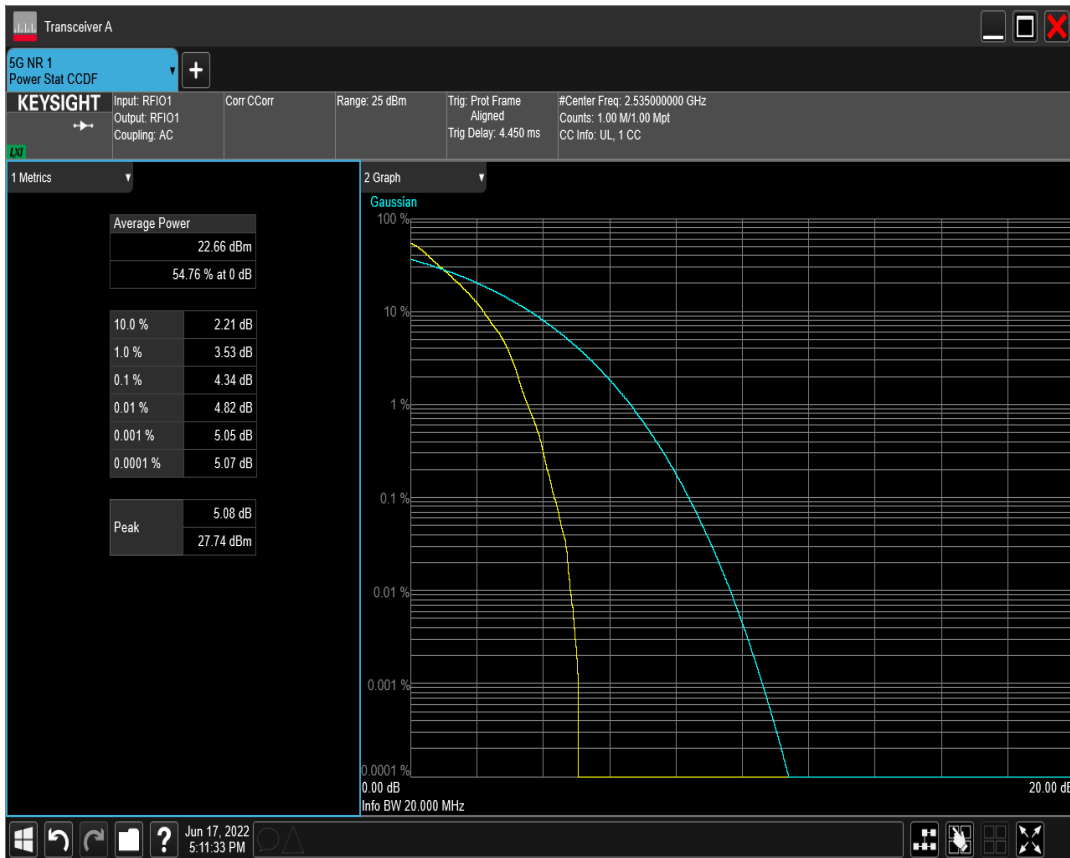 Transceiver A
5G NR 1
Power Stat CCDF
KEYSIGHT
LXI
Input: RFIO1
Output: RFIO1
Coupling: AC
Corr CCorr
Range: 25 dBm
Trig: Prot Frame
Aligned
Trig Delay: 4.450 ms
#Center Freq: 2.535000000 GHz
Counts: 1.00 M/1.00 Mpt
CC Info: UL, 1 CC
1 Metrics
Average Power
22.66 dBm
54.76 % at 0 dB
10.0 % 2.21 dB
1.0 % 3.53 dB
0.1 % 4.34 dB
0.01 % 4.82 dB
0.001 % 5.05 dB
0.0001 % 5.07 dB
Peak 5.08 dB
27.74 dBm
2 Graph
Gaussian
100 %
10 %
1 %
0.1 %
0.01 %
0.001 %
0.0001 %
0.00 dB 20.00 dB
Info BW 20.000 MHz
?
Jun 17, 2022
5:11:33 PM